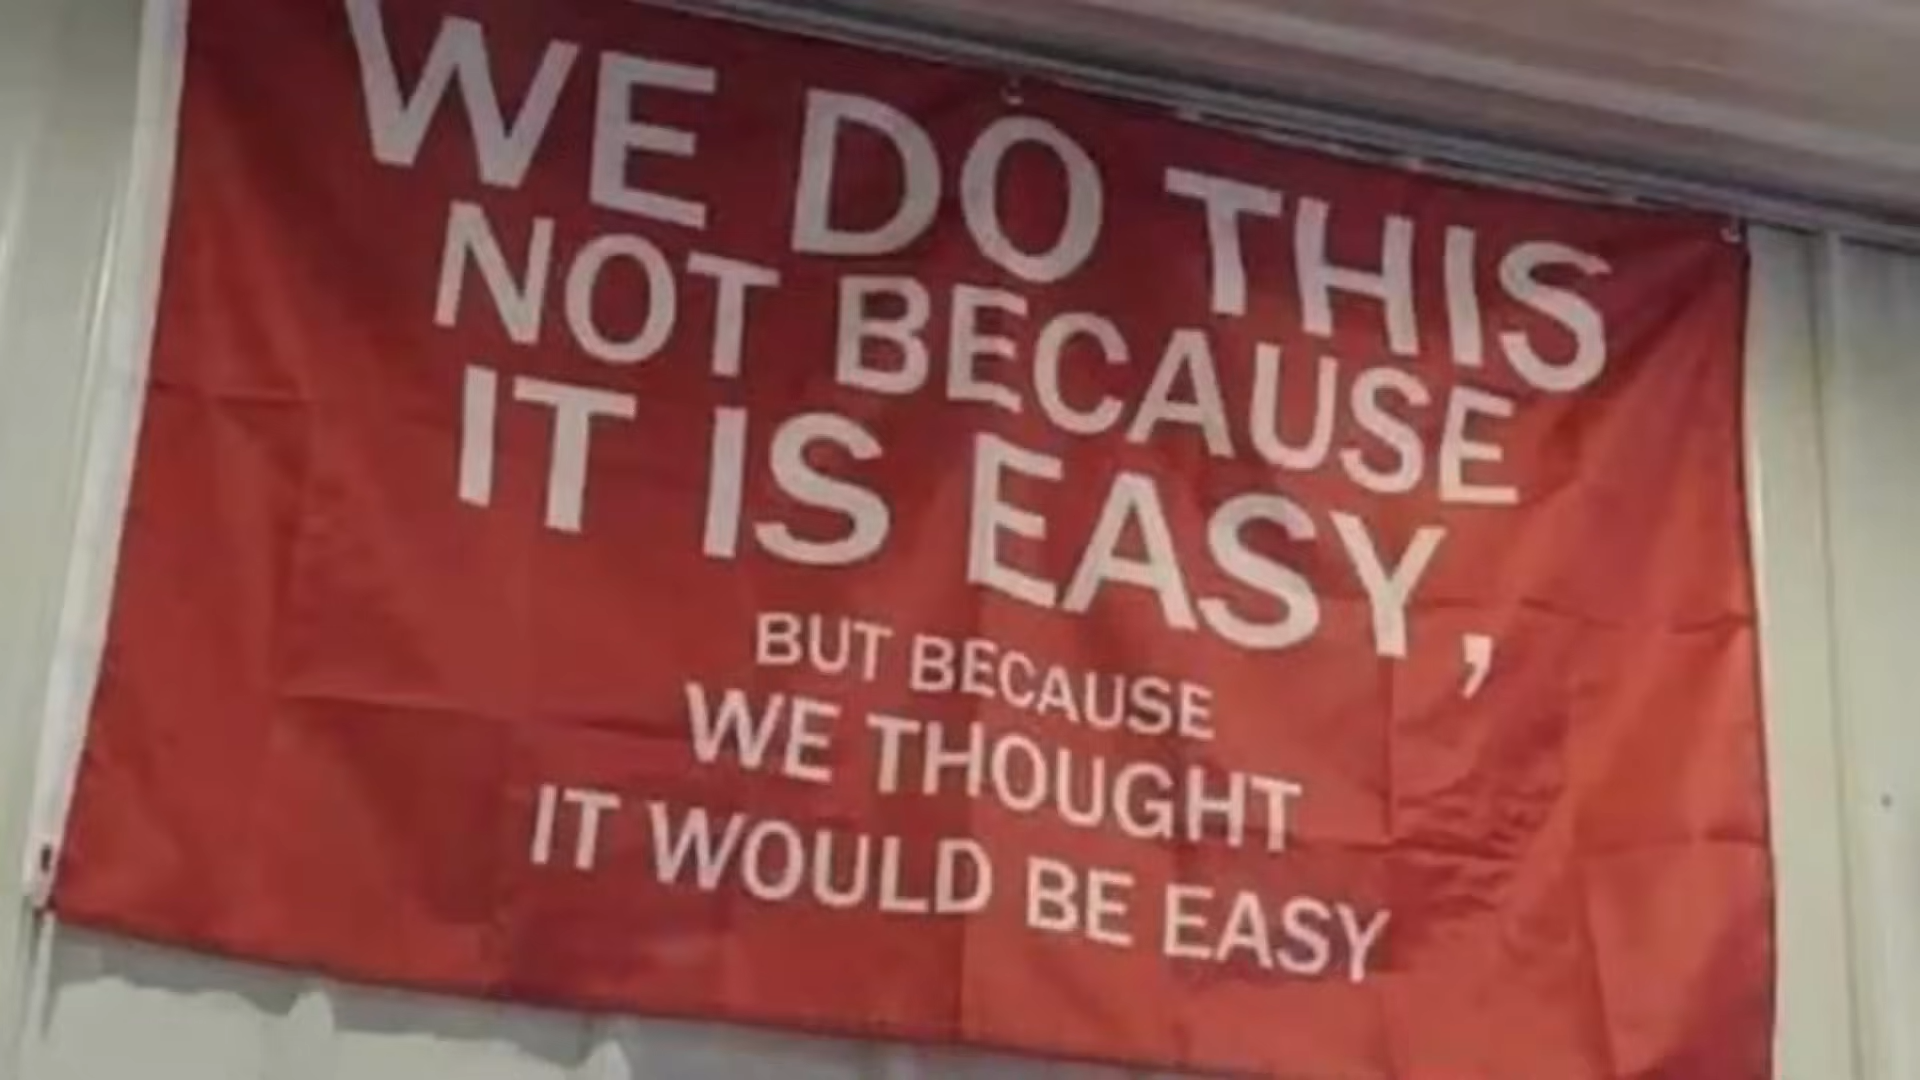 WE DO THIS
NOT BECAUSE
IT IS EASY,
BUT BECAUSE
WE THOUGHT
IT WOULD BE EASY